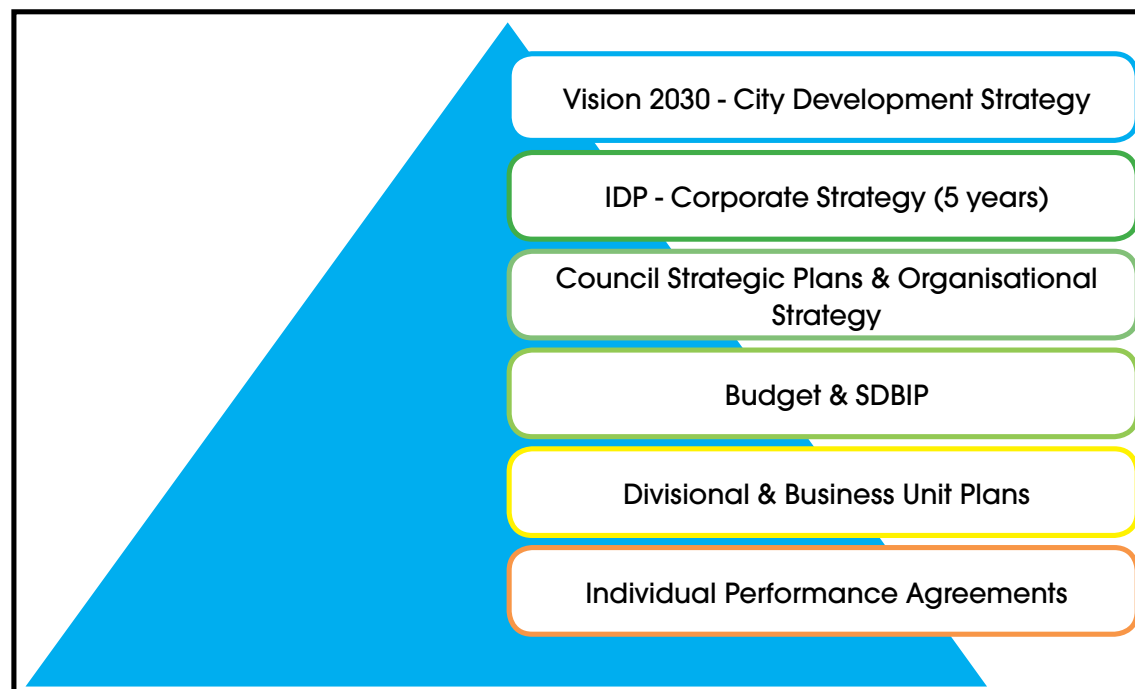 Vision 2030 - City Development Strategy
IDP - Corporate Strategy (5 years)
Council Strategic Plans & Organisational
Strategy
Budget & SDBIP
Divisional & Business Unit Plans
Individual Performance Agreements